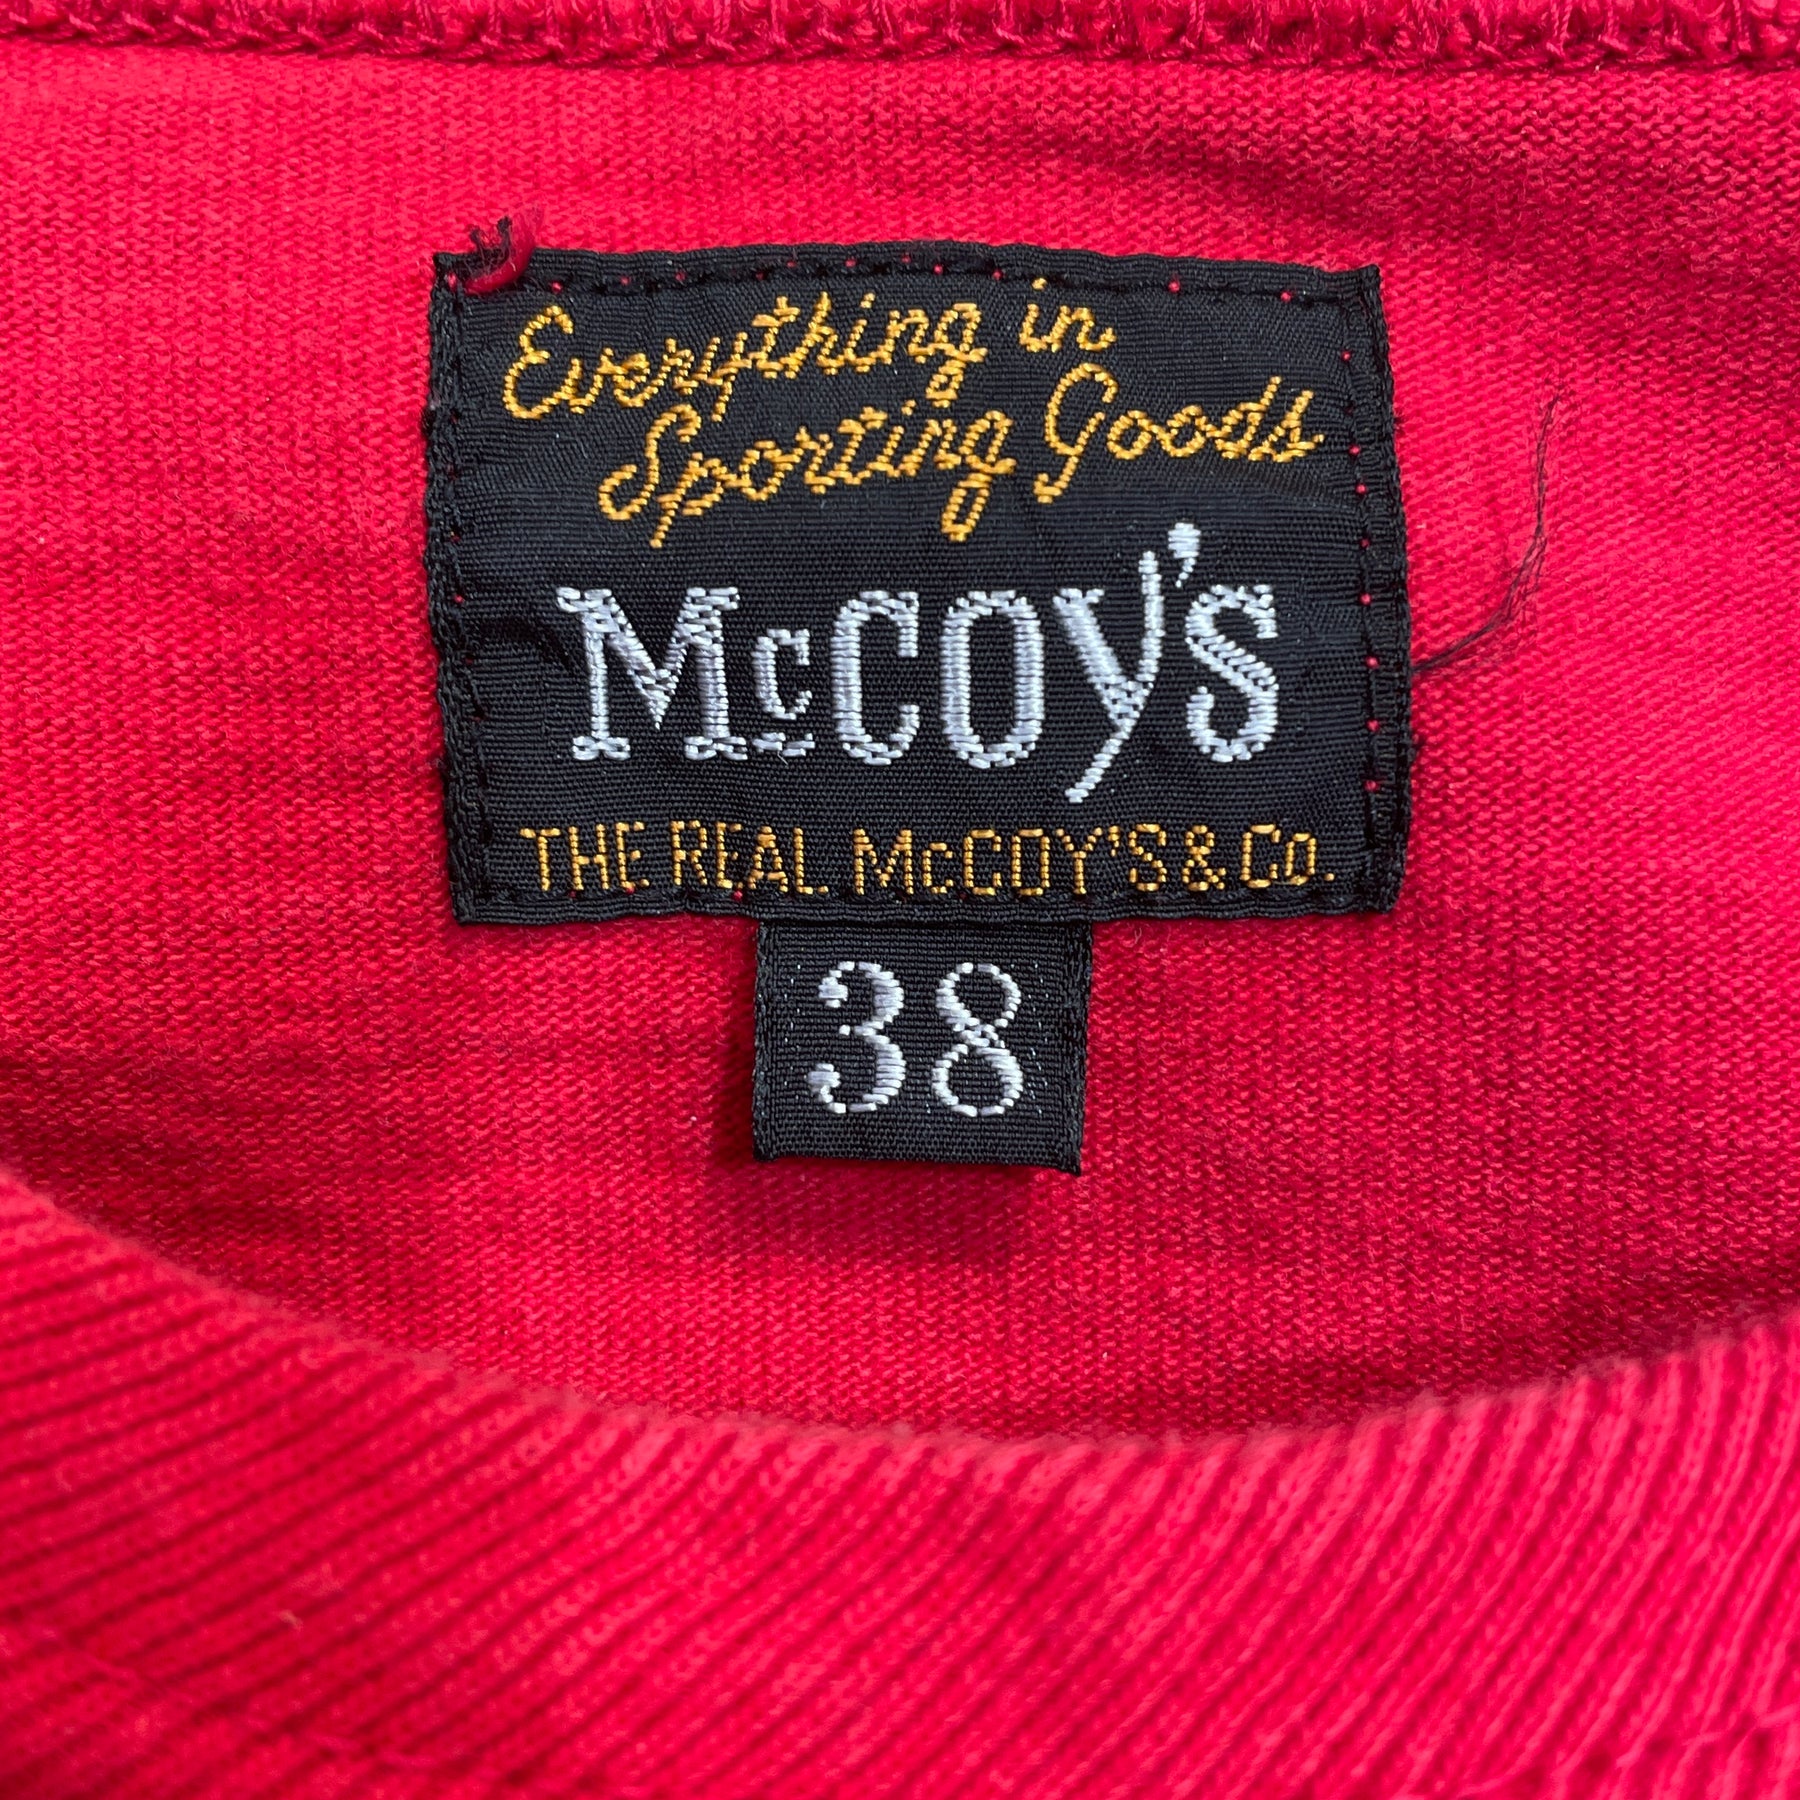 Everything in
Sporting Goods
McCOY'S
THE REAL McCOY'S & Co.
38